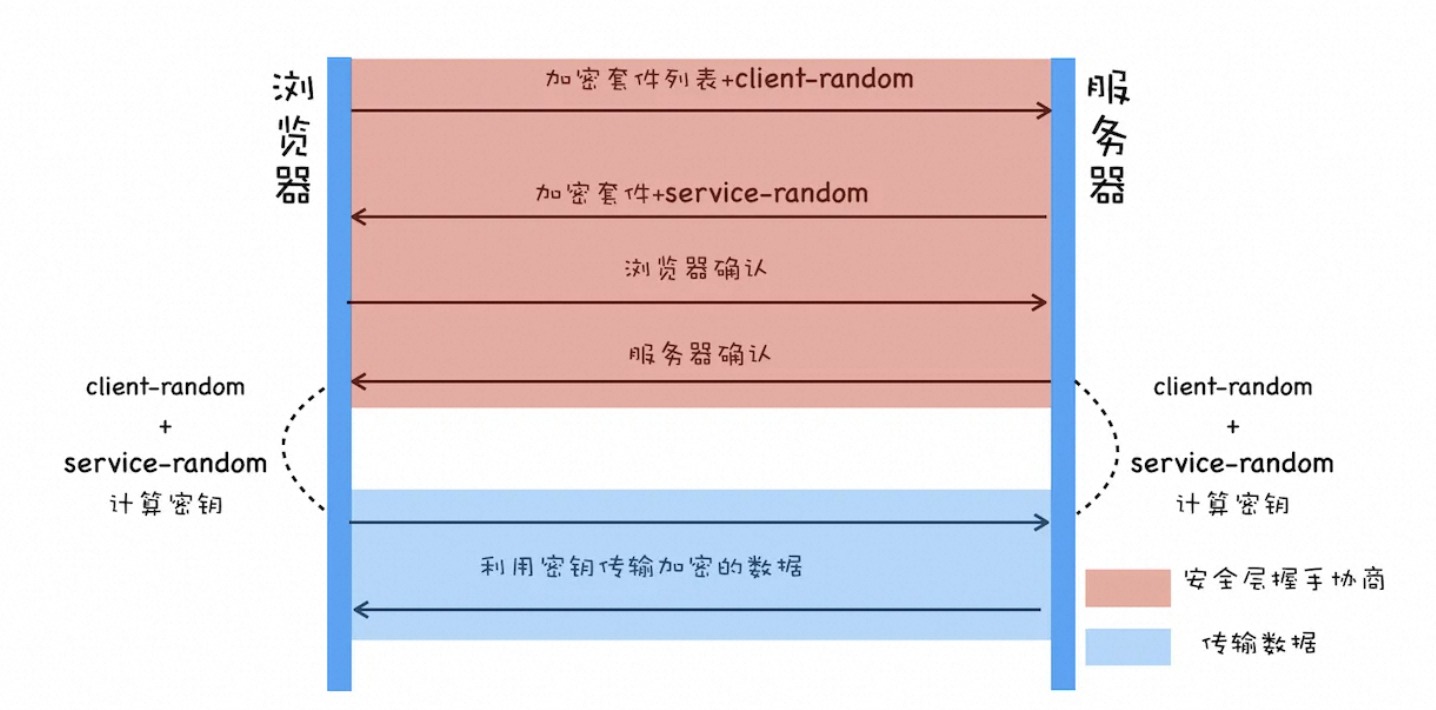 浏览器
服务器
加密套件列表+client-random
加密套件+service-random
浏览器确认
服务器确认
client-random
+
service-random
计算密钥
client-random
+
service-random
计算密钥
利用密钥传输加密的数据
安全层握手协商
传输数据